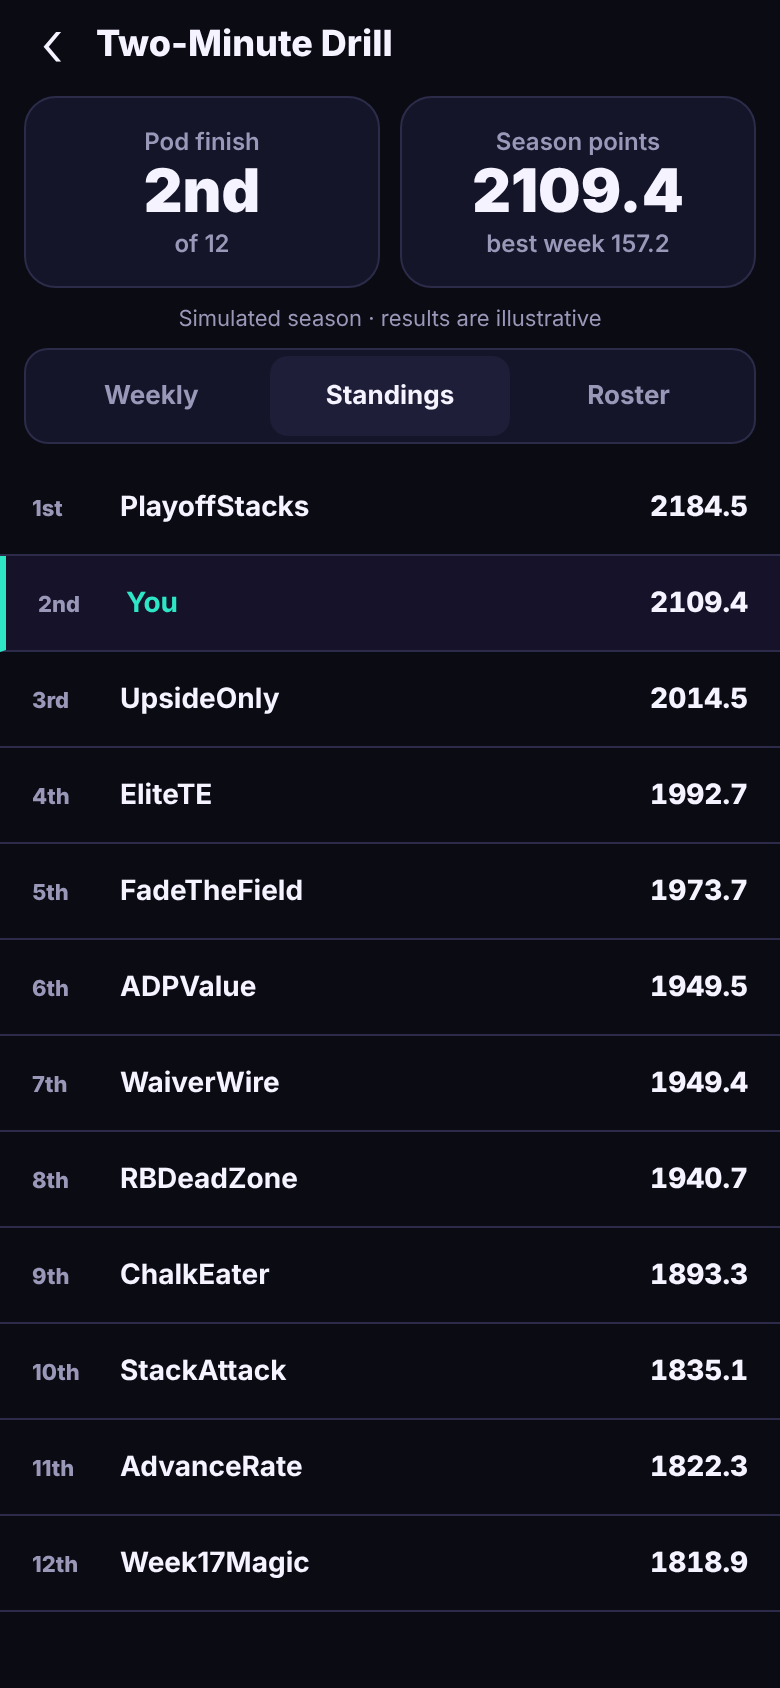 Two-Minute Drill
Pod finish
2nd
of 12
Season points
2109.4
best week 157.2
Simulated season · results are illustrative
Weekly Standings Roster
1st PlayoffStacks 2184.5
2nd You 2109.4
3rd UpsideOnly 2014.5
4th EliteTE 1992.7
5th FadeTheField 1973.7
6th ADPValue 1949.5
7th WaiverWire 1949.4
8th RBDeadZone 1940.7
9th ChalkEater 1893.3
10th StackAttack 1835.1
11th AdvanceRate 1822.3
12th Week17Magic 1818.9